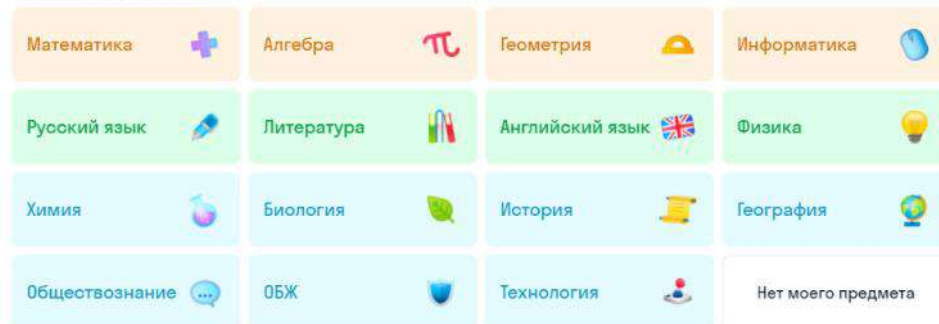 Математика
Алгебра
Геометрия
Информатика
Русский язык
Литература
Английский язык
Физика
Химия
Биология
История
География
Обществознание
ОБЖ
Технология
Нет моего предмета